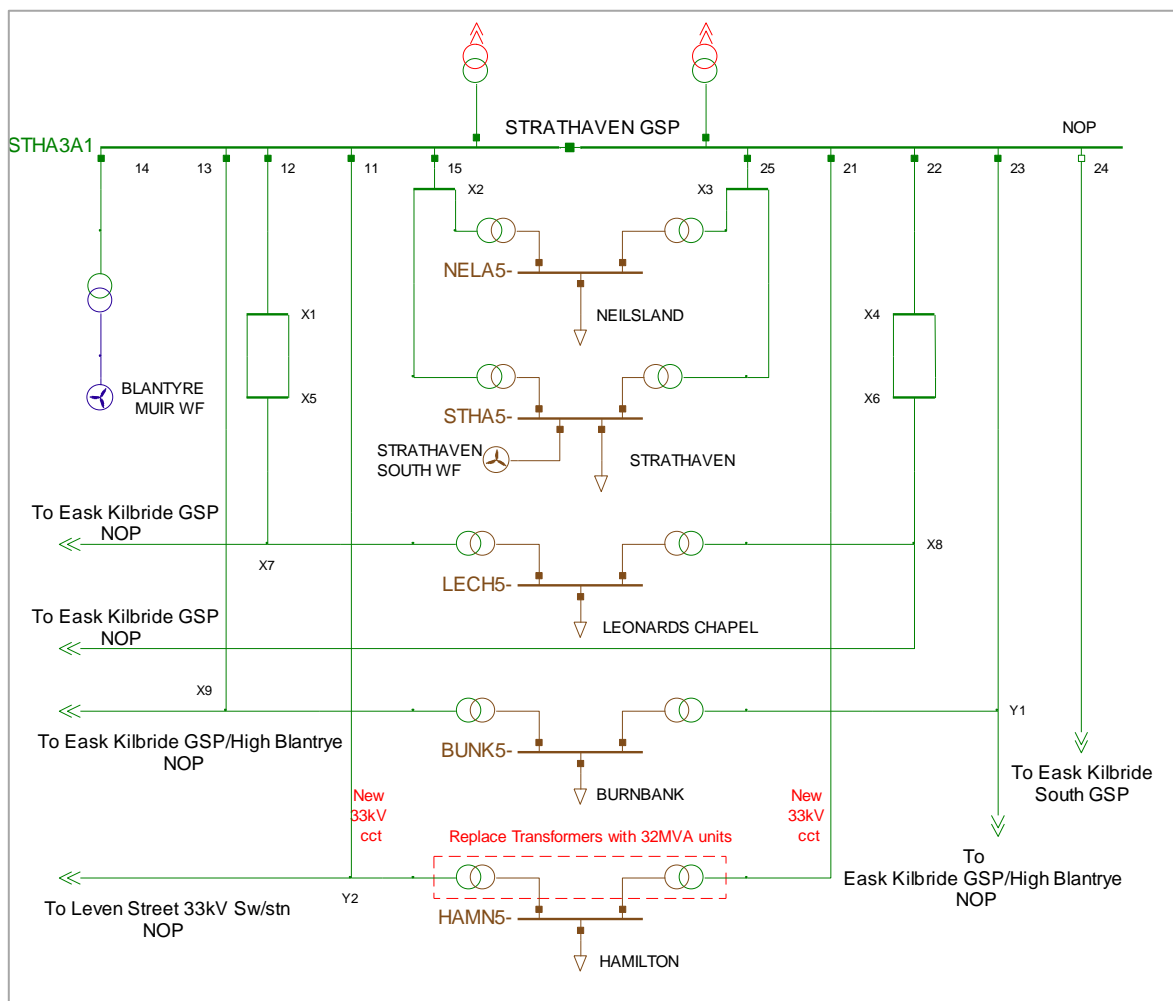 STRATHAVEN GSP
NOP
STHA3A1
14
13
12
11
15
25
21
22
23
24
X2
X3
NELA5-
NEILSLAND
X1
X4
BLANTYRE
MUIR WF
X5
X6
STHA5-
STRATHAVEN
SOUTH WF
STRATHAVEN
To Eask Kilbride GSP
NOP
X7
X8
LECH5-
LEONARDS CHAPEL
To Eask Kilbride GSP
NOP
X9
Y1
To Eask Kilbride GSP/High Blantrye
NOP
BUNK5-
BURNBANK
To Eask Kilbride
South GSP
New
33kV
cct
New
33kV
cct
Replace Transformers with 32MVA units
To
Eask Kilbride GSP/High Blantrye
NOP
Y2
To Leven Street 33kV Sw/stn
NOP
HAMN5-
HAMILTON